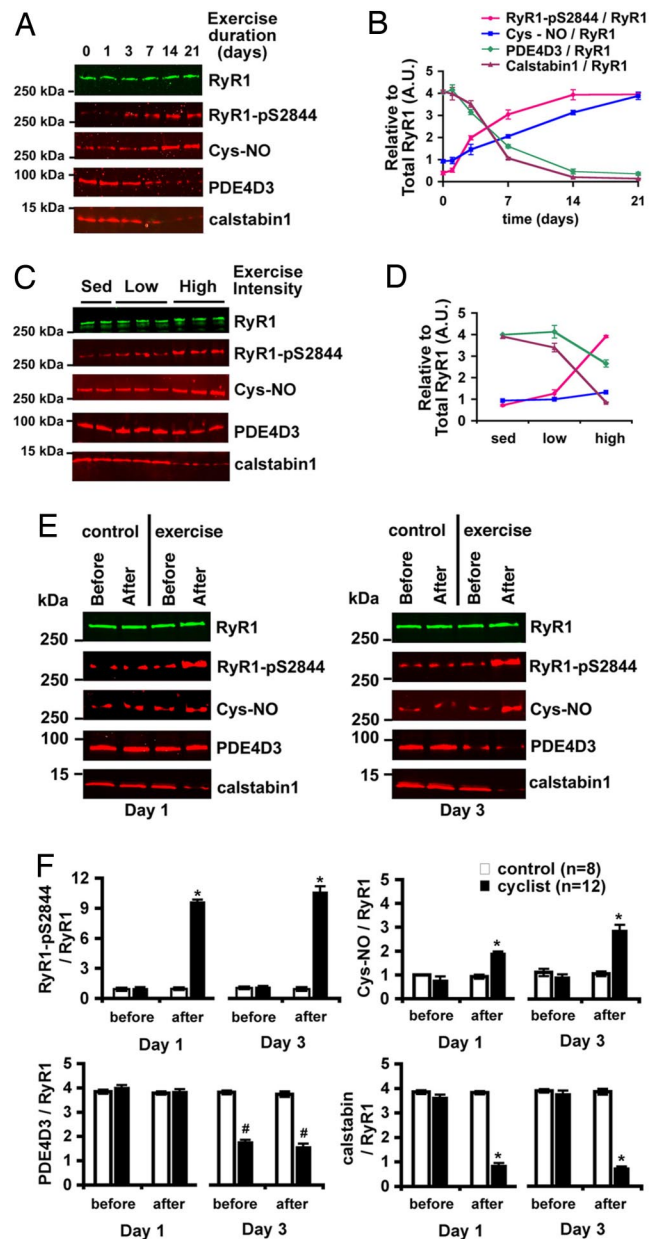 A
Exercise
duration
(days)
0 1 3 7 14 21
250 kDa
RyR1
250 kDa
RyR1-pS2844
250 kDa
Cys-NO
100 kDa
PDE4D3
15 kDa
calstabin1
B
RyR1-pS2844 / RyR1
Cys - NO / RyR1
PDE4D3 / RyR1
Calstabin1 / RyR1
Relative to
Total RyR1 (A.U.)
5
4
3
2
1
0
0 7 14 21
time (days)
C
Sed Low High
Exercise
Intensity
250 kDa
RyR1
250 kDa
RyR1-pS2844
250 kDa
Cys-NO
100 kDa
PDE4D3
15 kDa
calstabin1
D
Relative to
Total RyR1 (A.U.)
5
4
3
2
1
0
sed low high
E
control exercise
Before After Before After
kDa
250
RyR1
250
RyR1-pS2844
250
Cys-NO
100
PDE4D3
15
calstabin1
Day 1
control exercise
Before After Before After
kDa
250
RyR1
250
RyR1-pS2844
250
Cys-NO
100
PDE4D3
15
calstabin1
Day 3
F
RyR1-pS2844
/ RyR1
12
9
6
3
0
* *
before after before after
Day 1 Day 3
control (n=8)
cyclist (n=12)
Cys-NO / RyR1
5
4
3
2
1
0
* *
before after before after
Day 1 Day 3
PDE4D3 / RyR1
5
4
3
2
1
0
# #
before after before after
Day 1 Day 3
calstabin
/ RyR1
5
4
3
2
1
0
* *
before after before after
Day 1 Day 3